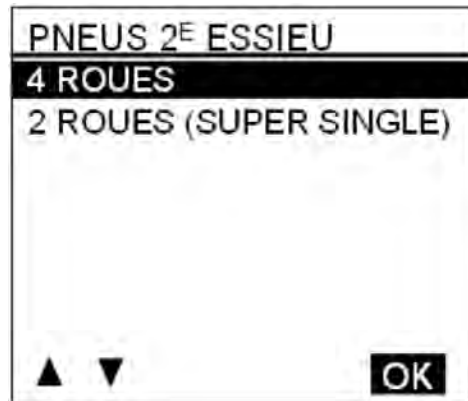 PNEUS 2ᴱ ESSIEU
4 ROUES
2 ROUES (SUPER SINGLE)
▲ ▼ OK